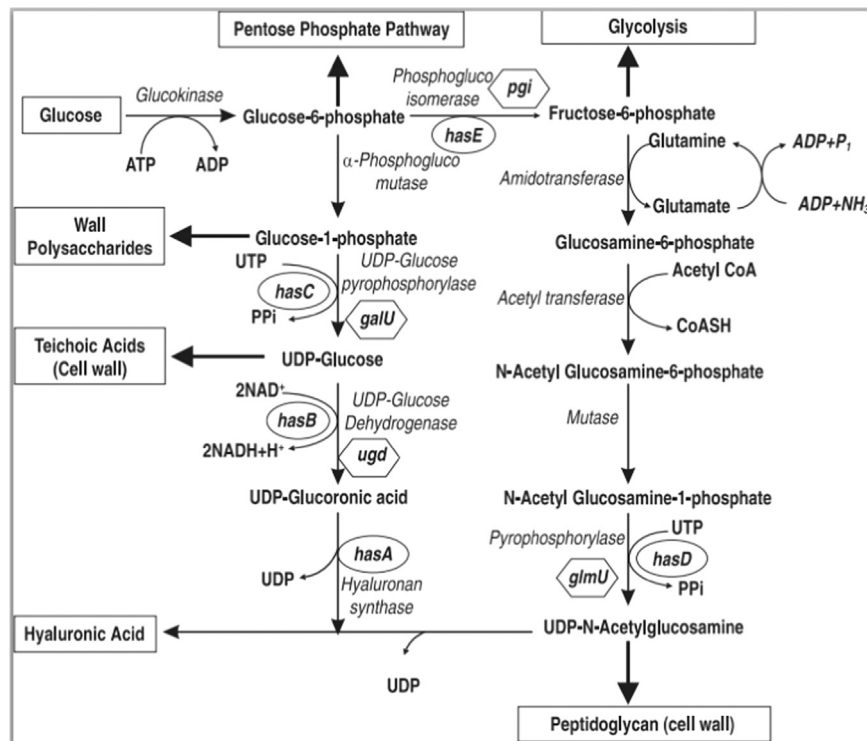 Pentose Phosphate Pathway
Glycolysis
Glucose
Glucokinase
ATP
ADP
Glucose-6-phosphate
Phosphogluco
isomerase
pgi
hasE
Fructose-6-phosphate
α-Phosphogluco
mutase
Amidotransferase
Glutamine
Glutamate
ADP+P₁
ADP+NH₃
Wall
Polysaccharides
Glucose-1-phosphate
Glucosamine-6-phosphate
UTP
hasC
PPi
UDP-Glucose
pyrophosphorylase
galU
Acetyl transferase
Acetyl CoA
CoASH
Teichoic Acids
(Cell wall)
UDP-Glucose
N-Acetyl Glucosamine-6-phosphate
2NAD⁺
hasB
2NADH+H⁺
UDP-Glucose
Dehydrogenase
ugd
Mutase
UDP-Glucoronic acid
N-Acetyl Glucosamine-1-phosphate
UDP
hasA
Hyaluronan
synthase
Pyrophosphorylase
glmU
UTP
hasD
PPi
Hyaluronic Acid
UDP-N-Acetylglucosamine
UDP
Peptidoglycan (cell wall)